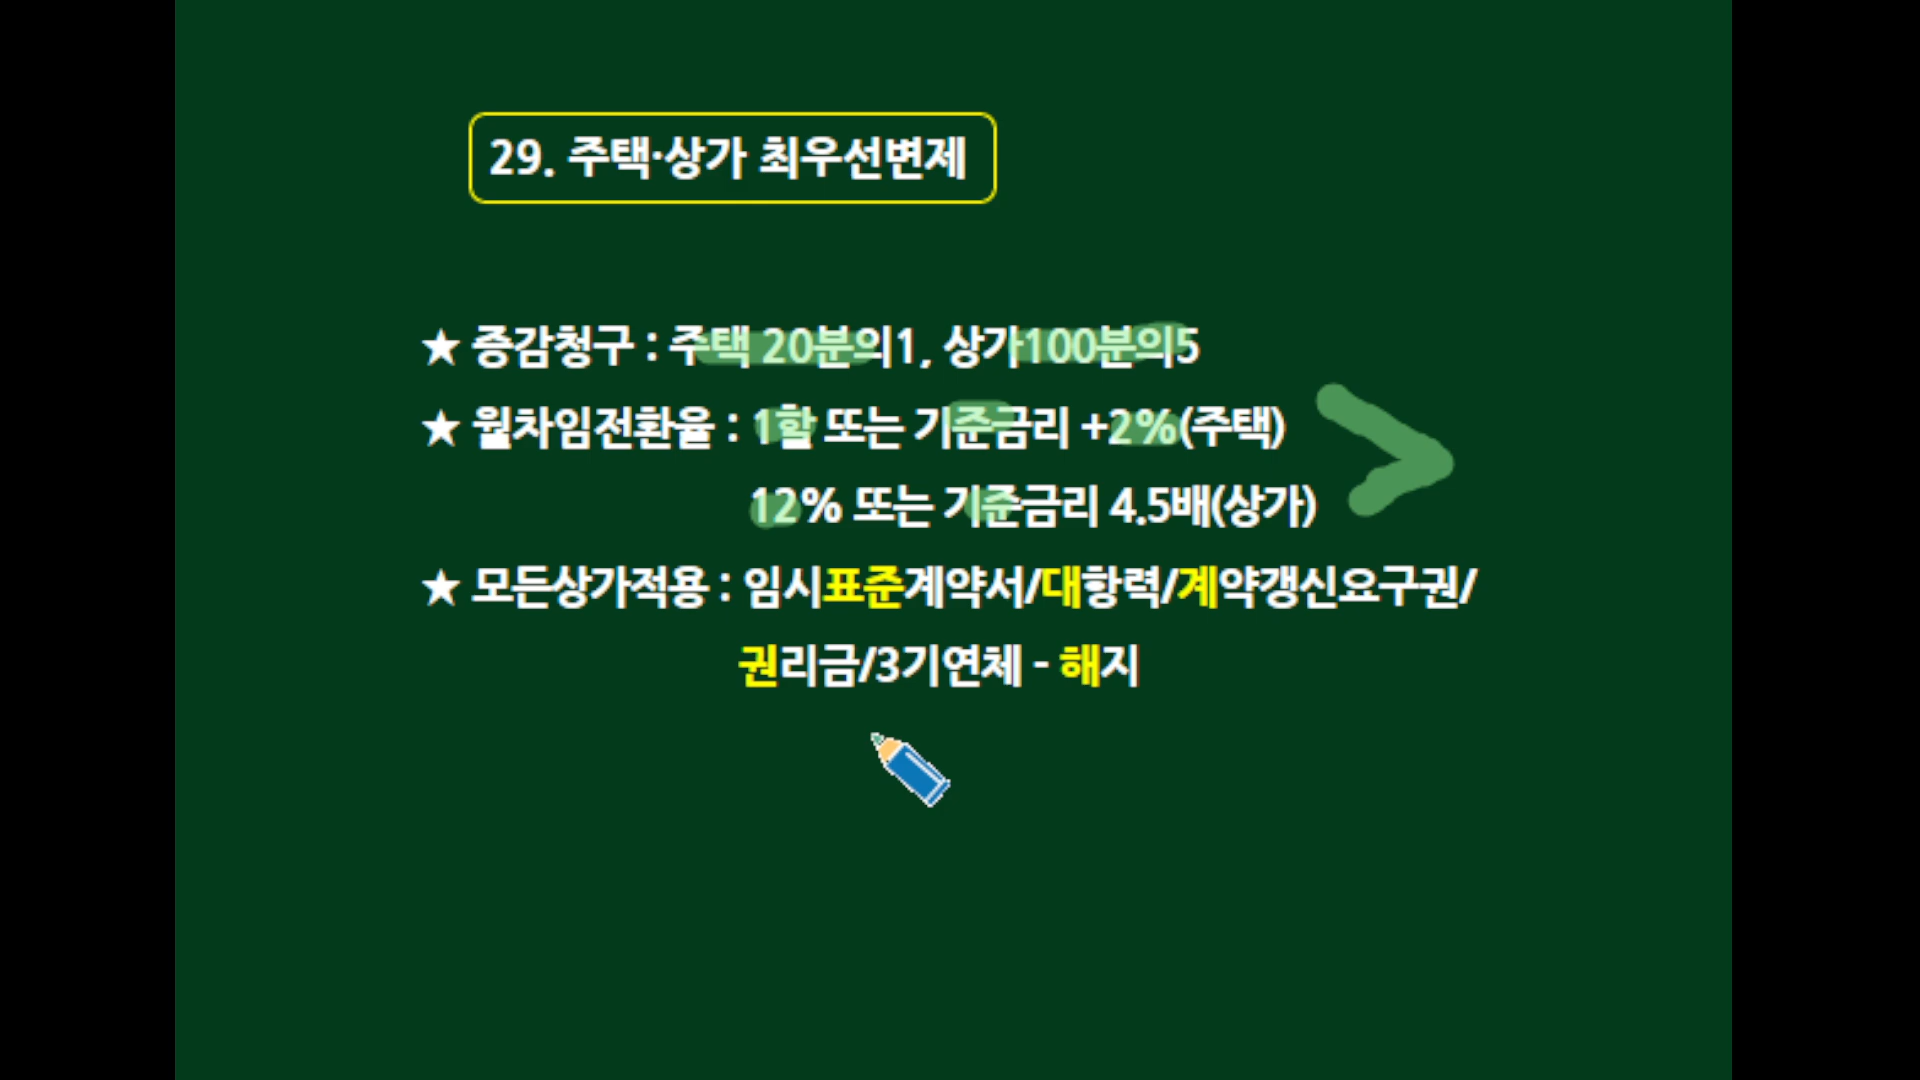 29. 주택·상가 최우선변제
★ 증감청구 : 주택 20분의1, 상가100분의5
★ 월차임전환율 : 1할 또는 기준금리 +2%(주택)
12% 또는 기준금리 4.5배(상가)
★ 모든상가적용 : 임시표준계약서/대항력/계약갱신요구권/
권리금/3기연체 - 해지